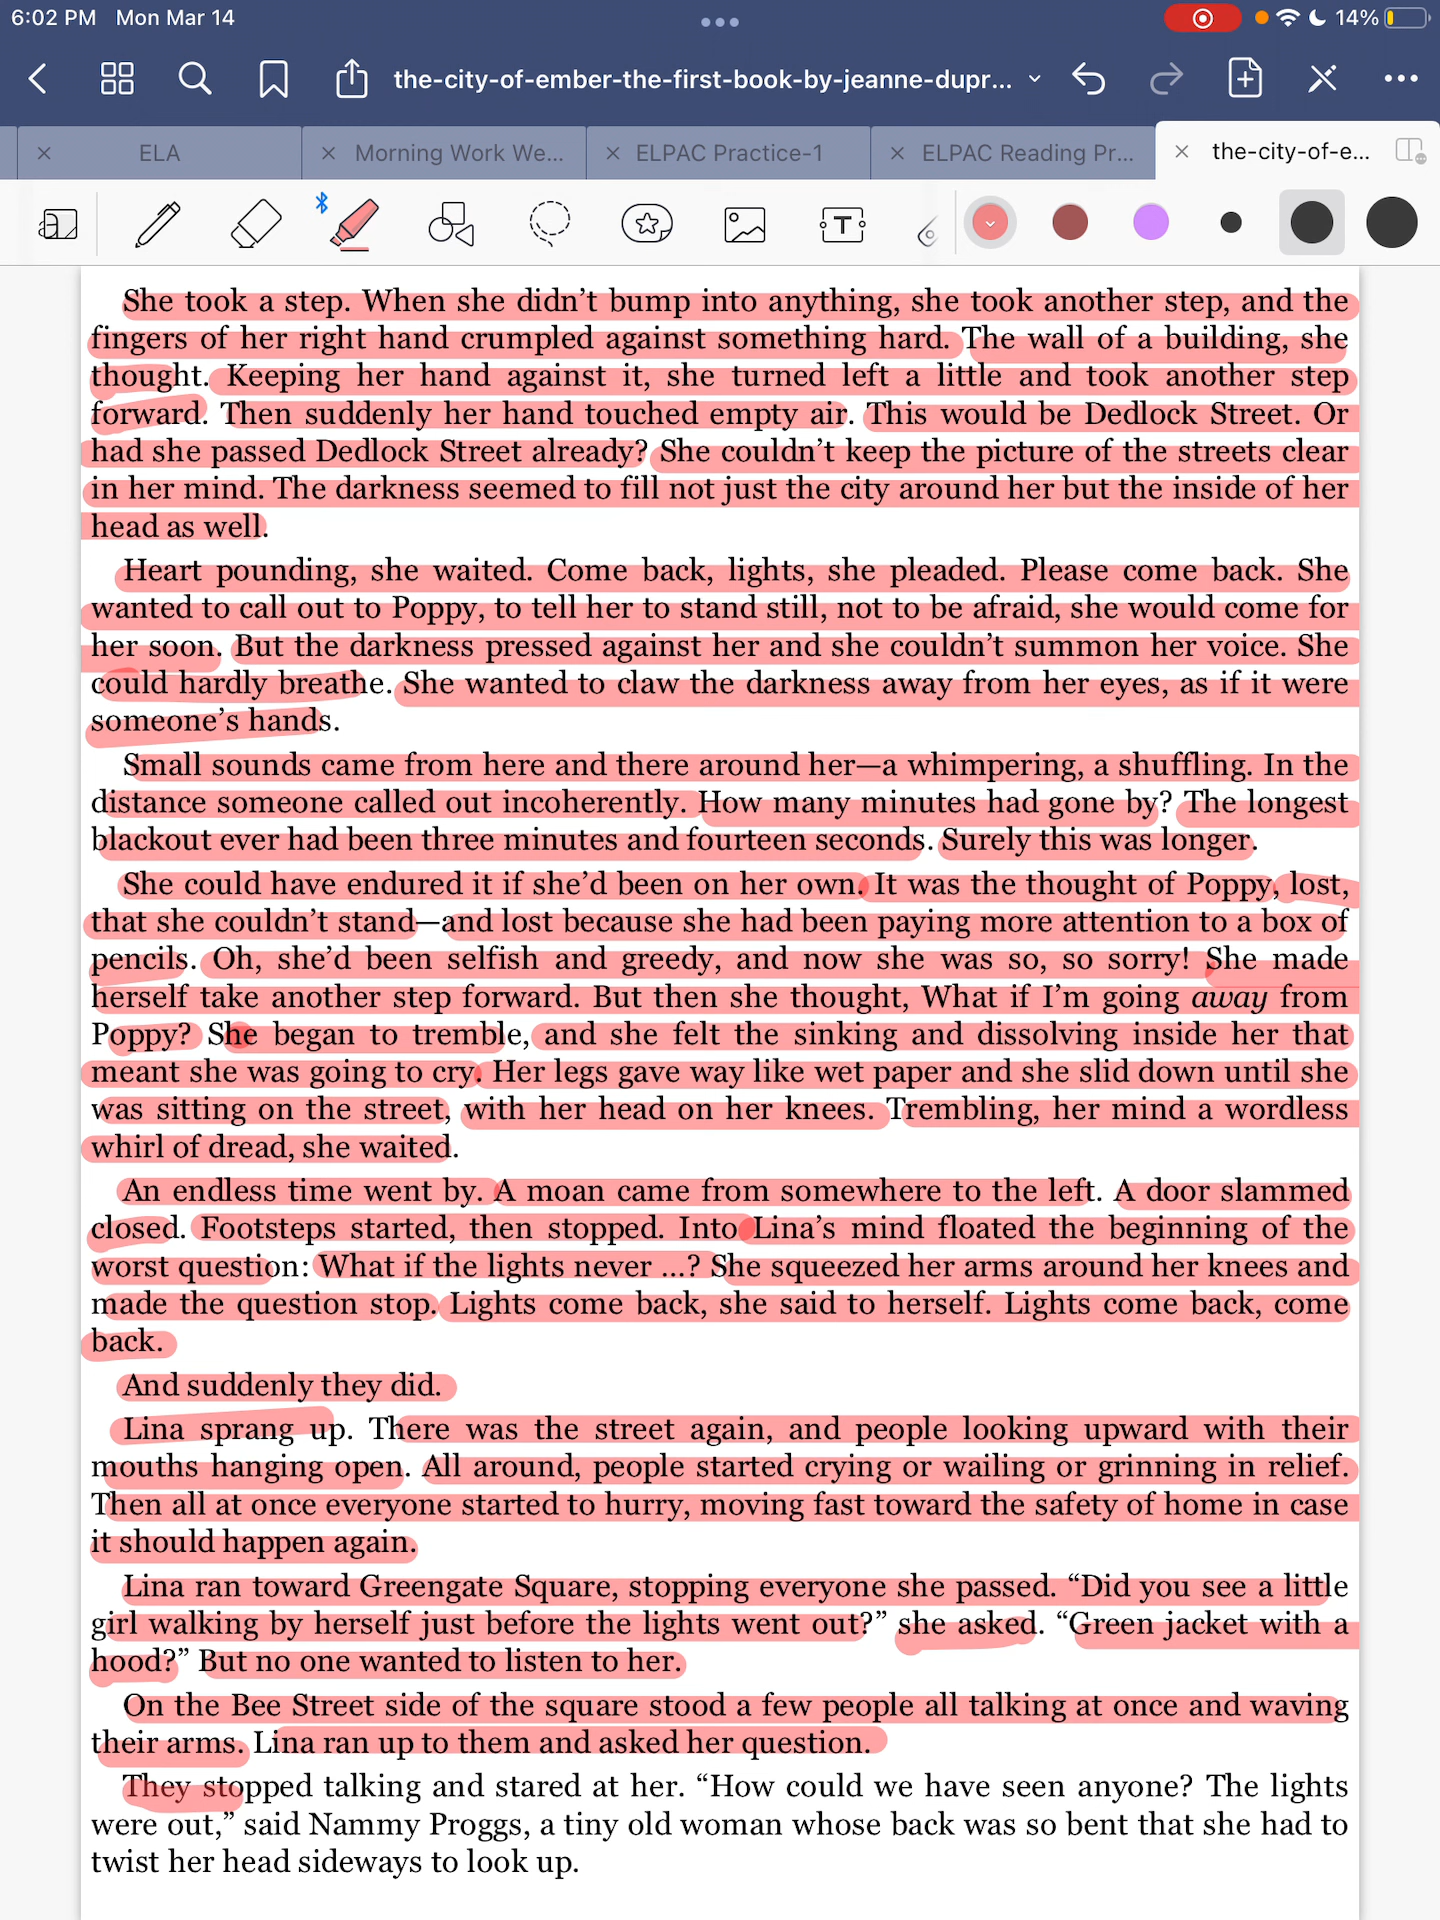 6:02 PM Mon Mar 14
14%
the-city-of-ember-the-first-book-by-jeanne-dupr...
ELA
Morning Work We...
ELPAC Practice-1
ELPAC Reading Pr...
the-city-of-e...
She took a step. When she didn’t bump into anything, she took another step, and the
fingers of her right hand crumpled against something hard. The wall of a building, she
thought. Keeping her hand against it, she turned left a little and took another step
forward. Then suddenly her hand touched empty air. This would be Dedlock Street. Or
had she passed Dedlock Street already? She couldn’t keep the picture of the streets clear
in her mind. The darkness seemed to fill not just the city around her but the inside of her
head as well.
Heart pounding, she waited. Come back, lights, she pleaded. Please come back. She
wanted to call out to Poppy, to tell her to stand still, not to be afraid, she would come for
her soon. But the darkness pressed against her and she couldn’t summon her voice. She
could hardly breathe. She wanted to claw the darkness away from her eyes, as if it were
someone’s hands.
Small sounds came from here and there around her—a whimpering, a shuffling. In the
distance someone called out incoherently. How many minutes had gone by? The longest
blackout ever had been three minutes and fourteen seconds. Surely this was longer.
She could have endured it if she’d been on her own. It was the thought of Poppy, lost,
that she couldn’t stand—and lost because she had been paying more attention to a box of
pencils. Oh, she’d been selfish and greedy, and now she was so, so sorry! She made
herself take another step forward. But then she thought, What if I’m going away from
Poppy? She began to tremble, and she felt the sinking and dissolving inside her that
meant she was going to cry. Her legs gave way like wet paper and she slid down until she
was sitting on the street, with her head on her knees. Trembling, her mind a wordless
whirl of dread, she waited.
An endless time went by. A moan came from somewhere to the left. A door slammed
closed. Footsteps started, then stopped. Into Lina’s mind floated the beginning of the
worst question: What if the lights never ...? She squeezed her arms around her knees and
made the question stop. Lights come back, she said to herself. Lights come back, come
back.
And suddenly they did.
Lina sprang up. There was the street again, and people looking upward with their
mouths hanging open. All around, people started crying or wailing or grinning in relief.
Then all at once everyone started to hurry, moving fast toward the safety of home in case
it should happen again.
Lina ran toward Greengate Square, stopping everyone she passed. “Did you see a little
girl walking by herself just before the lights went out?” she asked. “Green jacket with a
hood?” But no one wanted to listen to her.
On the Bee Street side of the square stood a few people all talking at once and waving
their arms. Lina ran up to them and asked her question.
They stopped talking and stared at her. “How could we have seen anyone? The lights
were out,” said Nammy Proggs, a tiny old woman whose back was so bent that she had to
twist her head sideways to look up.